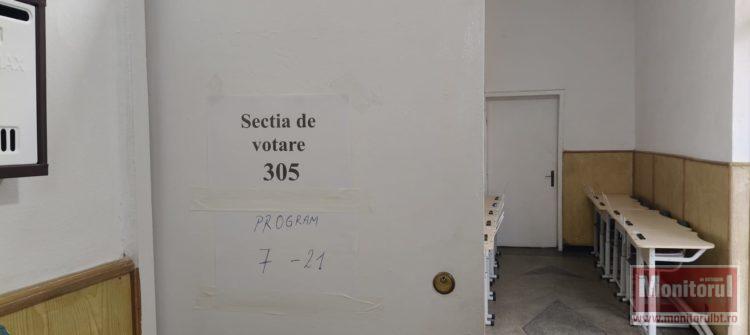 Sectia de
votare
305
PROGRAM
7 - 21
Monitorul
www.monitorulbt.ro